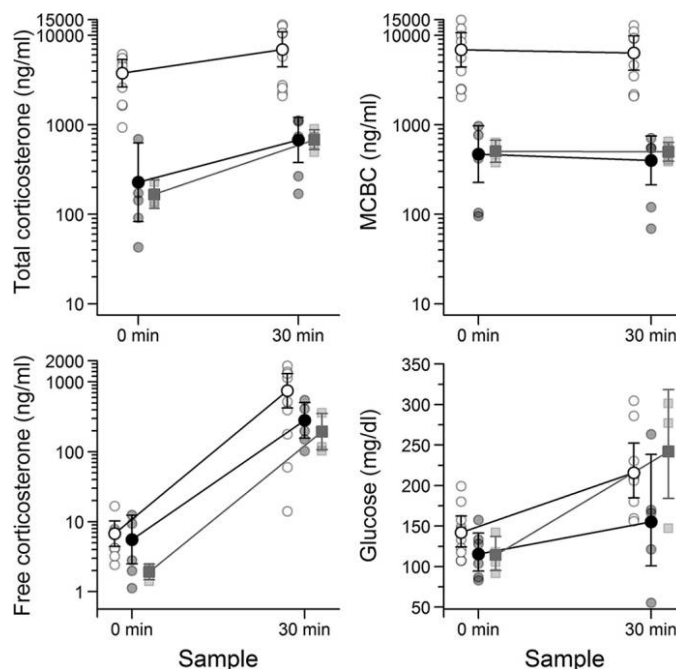 Total corticosterone (ng/ml)
15000
1000
100
10
0 min
30 min
MCBC (ng/ml)
15000
1000
100
10
0 min
30 min
Free corticosterone (ng/ml)
2000
1000
100
10
1
0 min
30 min
Sample
Glucose (mg/dl)
350
300
250
200
150
100
50
0 min
30 min
Sample